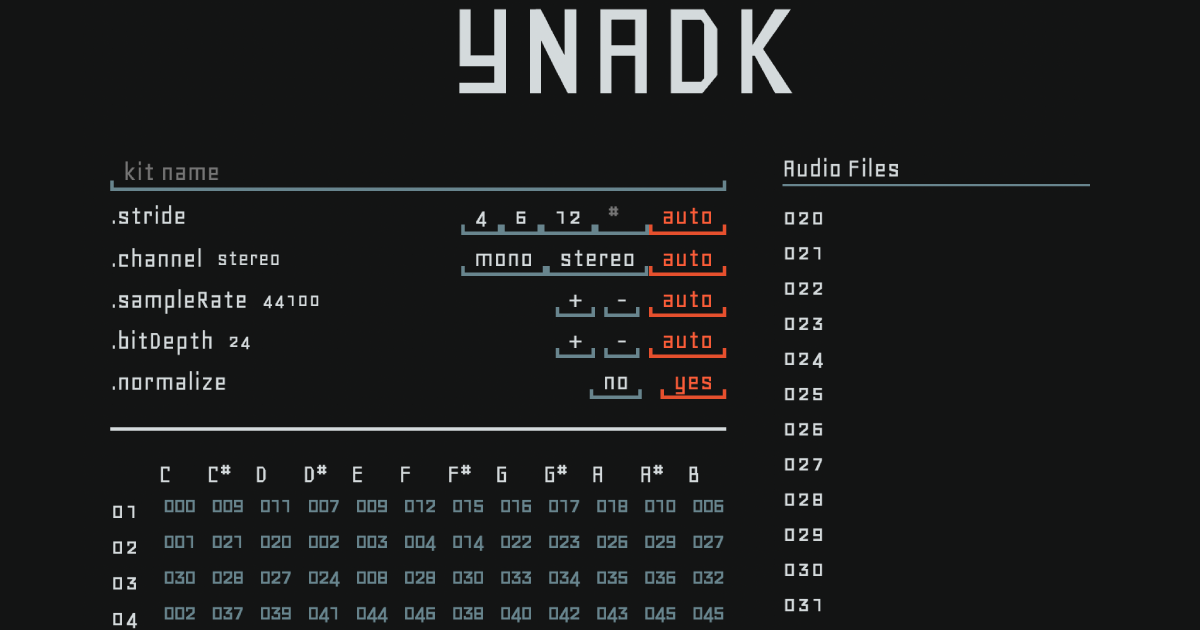 YNADK
kit name
.stride 4 6 12 # auto
.channel stereo mono stereo auto
.sampleRate 44100 + - auto
.bitDepth 24 + - auto
.normalize no yes
C C# D D# E F F# G G# A A# B
01 000 009 011 007 009 012 015 016 017 018 010 006
02 001 021 020 002 003 004 014 022 023 026 029 027
03 030 028 027 024 008 028 030 033 034 035 036 032
04 002 037 039 041 044 046 038 040 042 043 045 045
Audio Files
020
021
022
023
024
025
026
027
028
029
030
031